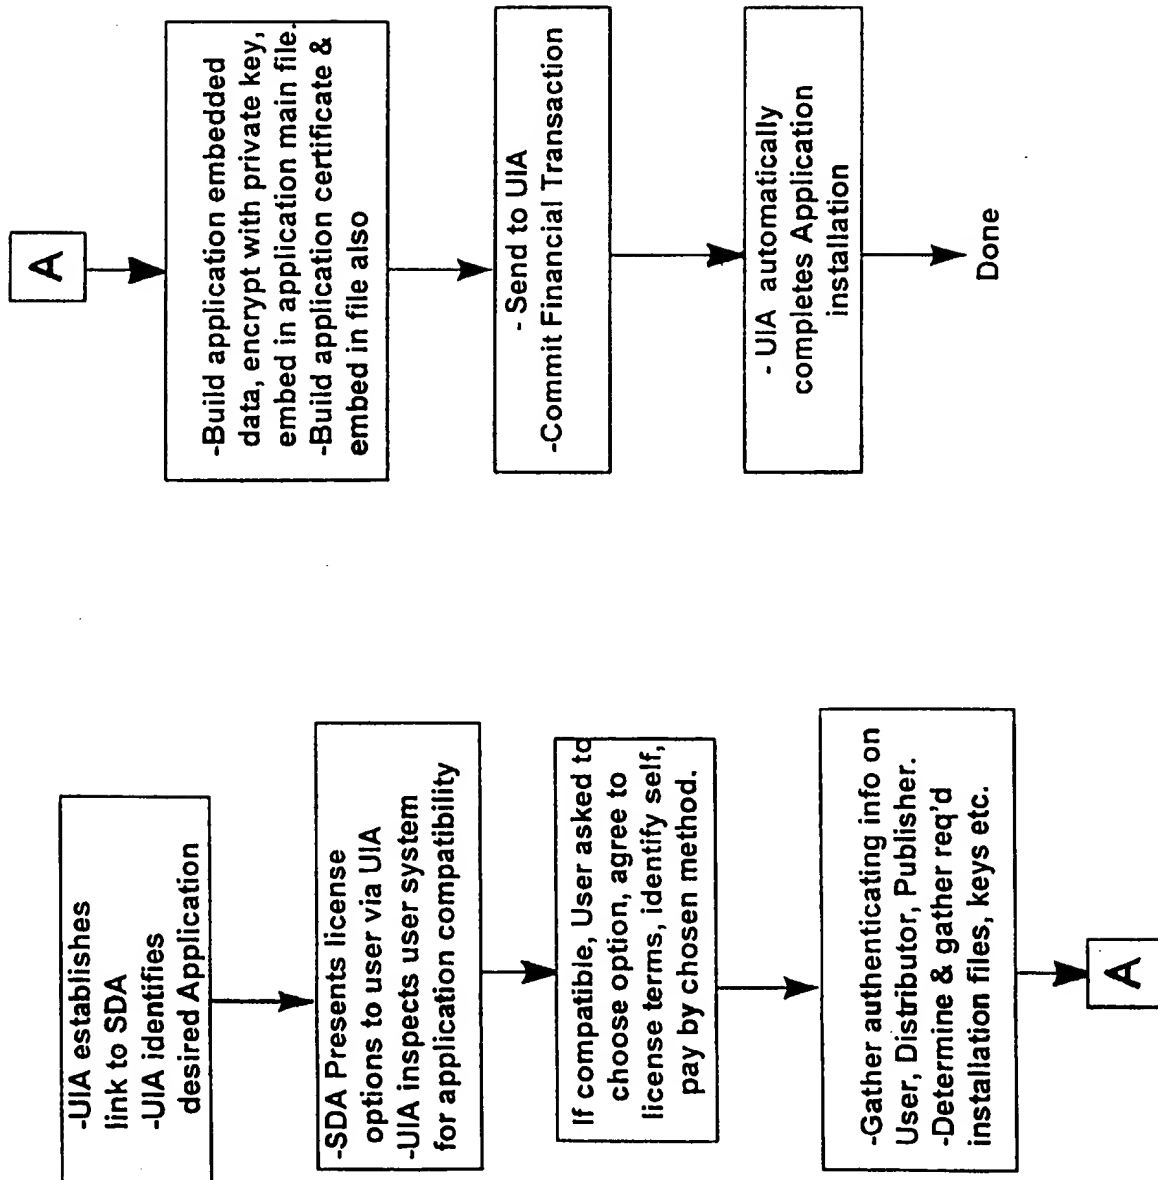 -UIA establishes
link to SDA
-UIA identifies
desired Application
-SDA Presents license
options to user via UIA
-UIA inspects user system
for application compatibility
If compatible, User asked to
choose option, agree to
license terms, identify self,
pay by chosen method.
-Gather authenticating info on
User, Distributor, Publisher.
-Determine & gather req'd
installation files, keys etc.
A
A
-Build application embedded
data, encrypt with private key,
embed in application main file.
-Build application certificate &
embed in file also
- Send to UIA
-Commit Financial Transaction
- UIA automatically
completes Application
installation
Done